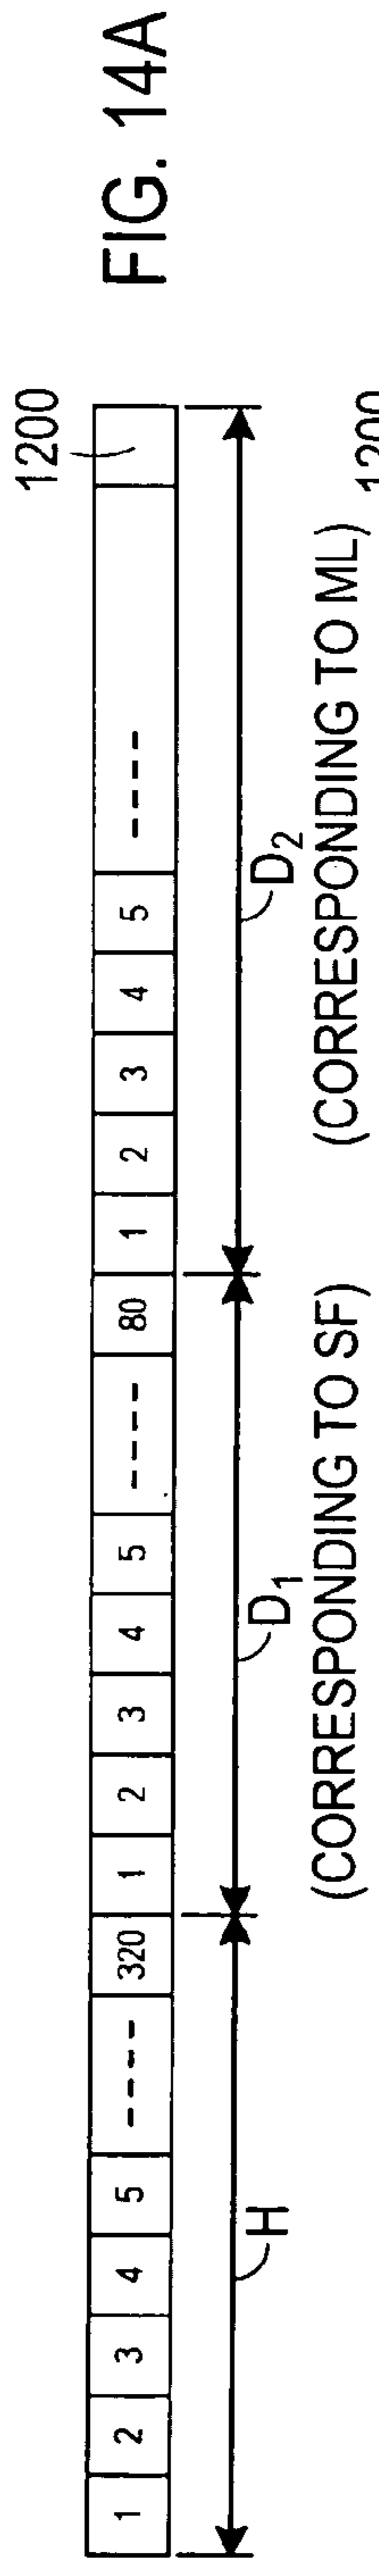 FIG. 14A
1200
1 2 3 4 5 ---- 320 1 2 3 4 5 ---- 80 1 2 3 4 5 ----
H D1 D2
(CORRESPONDING TO SF) (CORRESPONDING TO ML)
1200